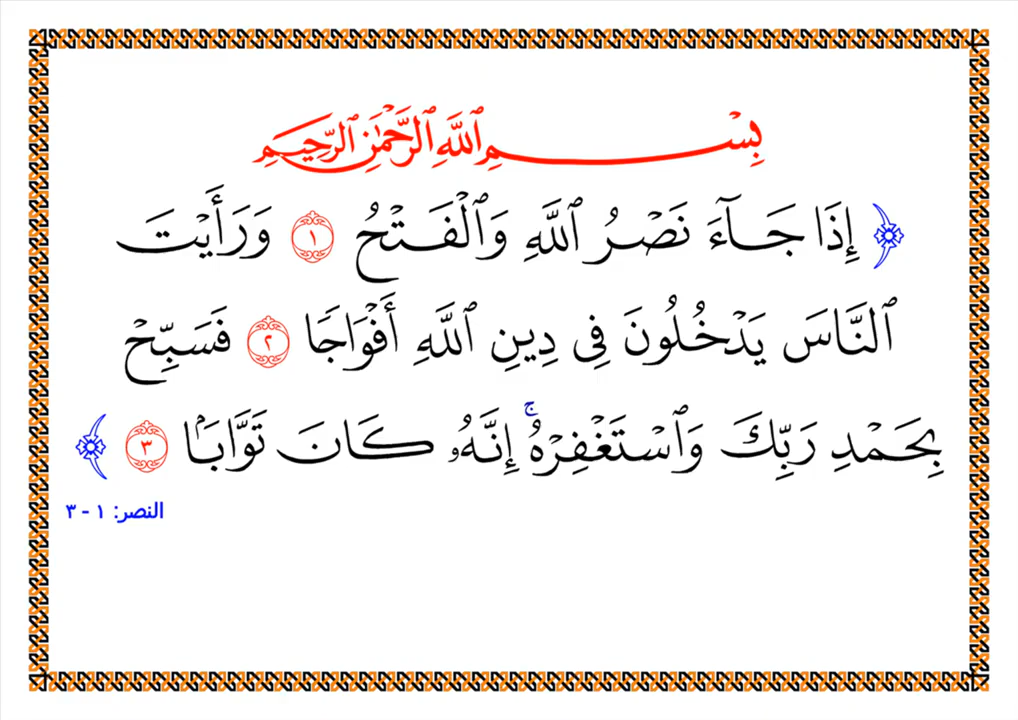 بِسْمِ ٱللَّهِ ٱلرَّحْمَٰنِ ٱلرَّحِيمِ
﴿ إِذَا جَآءَ نَصْرُ ٱللَّهِ وَٱلْفَتْحُ ١ وَرَأَيْتَ
ٱلنَّاسَ يَدْخُلُونَ فِى دِينِ ٱللَّهِ أَفْوَاجًا ٢ فَسَبِّحْ
بِحَمْدِ رَبِّكَ وَٱسْتَغْفِرْهُ ۚ إِنَّهُۥ كَانَ تَوَّابًۢا ٣ ﴾
النصر: ١ - ٣